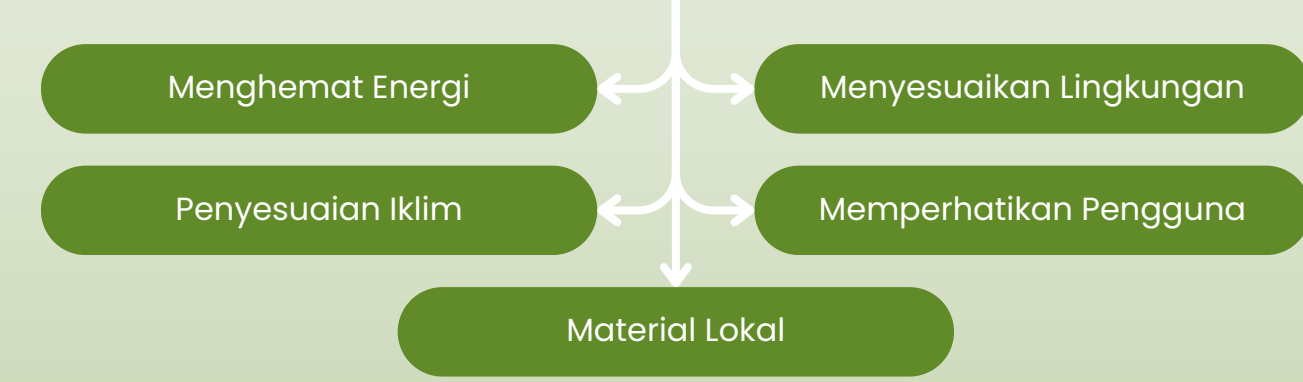 Menghemat Energi
Menyesuaikan Lingkungan
Penyesuaian Iklim
Memperhatikan Pengguna
Material Lokal